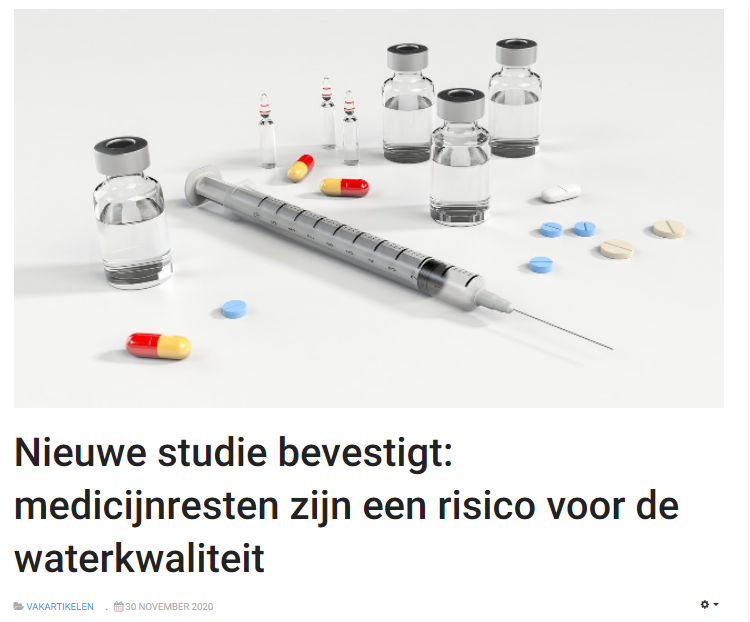 Nieuwe studie bevestigt:
medicijnresten zijn een risico voor de
waterkwaliteit
VAKARTIKELEN . 30 NOVEMBER 2020